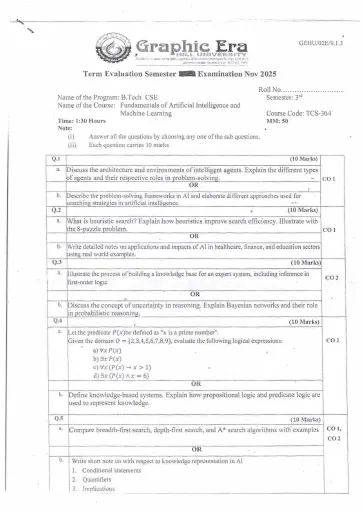 GEHU/02E/9.1.3
Graphic Era
HILL UNIVERSITY
Term Evaluation Semester Examination Nov 2025
Roll No...........................
Name of the Program: B.Tech CSE Semester: 3rd
Name of the Course: Fundamentals of Artificial Intelligence and
Machine Learning Course Code: TCS-364
Time: 1:30 Hours MM: 50
Note:
(i) Answer all the questions by choosing any one of the sub questions.
(ii) Each question carries 10 marks
Q.1 (10 Marks)
a. Discuss the architecture and environments of intelligent agents. Explain the different types
of agents and their respective roles in problem-solving. CO 1
OR
b. Describe the problem-solving frameworks in AI and elaborate different approaches used for
searching strategies in artificial intelligence.
Q.2 (10 Marks)
a. What is heuristic search? Explain how heuristics improve search efficiency. Illustrate with
the 8-puzzle problem. CO 1
OR
b. Write detailed notes on applications and impacts of AI in healthcare, finance, and education sectors
using real world examples.
Q.3 (10 Marks)
a. Illustrate the process of building a knowledge base for an expert system, including inference in
first-order logic CO 2
OR
b. Discuss the concept of uncertainty in reasoning. Explain Bayesian networks and their role
in probabilistic reasoning.
Q.4 (10 Marks)
a. Let the predicate P(x)be defined as "x is a prime number".
Given the domain D = {2,3,4,5,6,7,8,9}, evaluate the following logical expressions:
a) ∀x P(x)
b) ∃x P(x)
c) ∀x (P(x) → x > 1)
d) ∃x (P(x) ∧ x = 6)
OR
b. Define knowledge-based systems. Explain how propositional logic and predicate logic are
used to represent knowledge.
Q.5 (10 Marks)
a. Compare breadth-first search, depth-first search, and A* search algorithms with examples CO 1,
CO 2
OR
b. Write short note on with respect to knowledge representation in AI
1. Conditional statements
2. Quantifiers
3. Implications